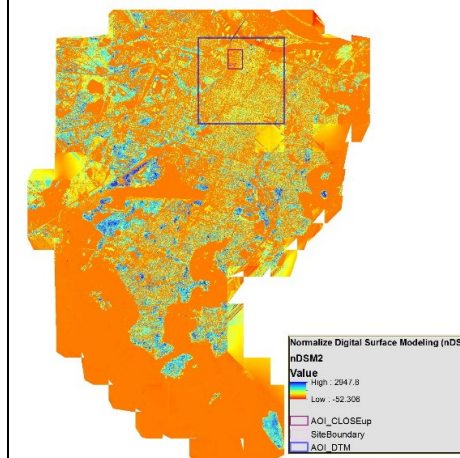 Normalize Digital Surface Modeling (nDS
nDSM2
Value
High : 2947.8
Low : -52.306
AOI_CLOSEup
SiteBoundary
AOI_DTM